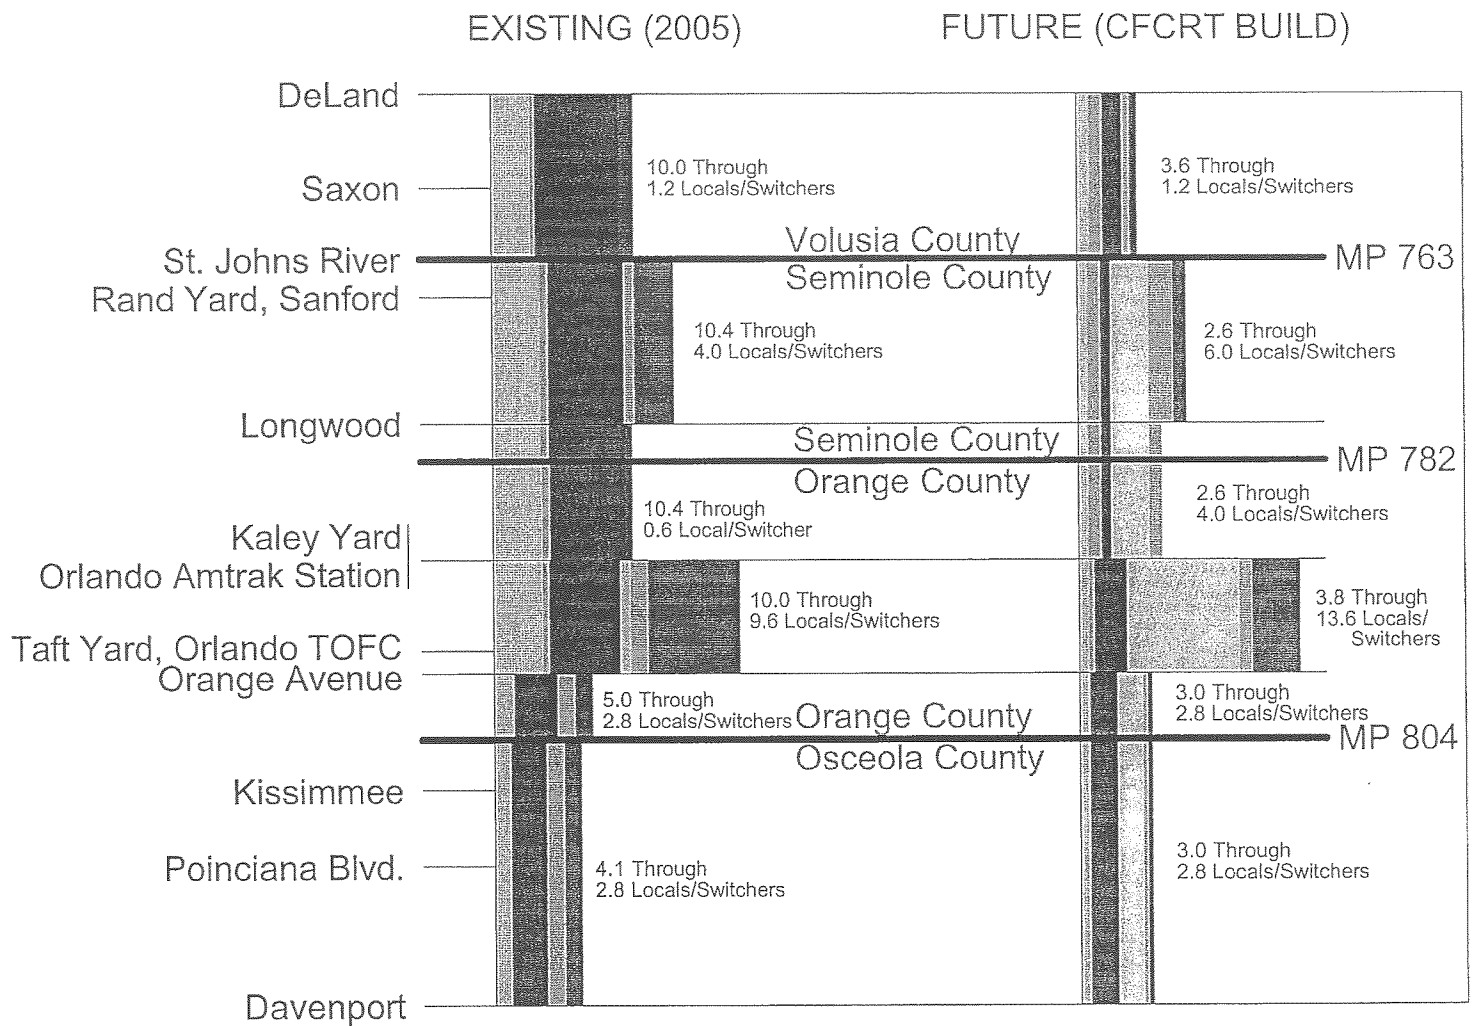 EXISTING (2005)
FUTURE (CFCRT BUILD)
DeLand
10.0 Through
1.2 Locals/Switchers
3.6 Through
1.2 Locals/Switchers
Saxon
Volusia County
St. Johns River
MP 763
Seminole County
Rand Yard, Sanford
10.4 Through
4.0 Locals/Switchers
2.6 Through
6.0 Locals/Switchers
Longwood
Seminole County
MP 782
Orange County
10.4 Through
0.6 Local/Switcher
2.6 Through
4.0 Locals/Switchers
Kaley Yard
Orlando Amtrak Station
10.0 Through
9.6 Locals/Switchers
3.8 Through
13.6 Locals/
Switchers
Taft Yard, Orlando TOFC
Orange Avenue
5.0 Through
2.8 Locals/Switchers
Orange County
3.0 Through
2.8 Locals/Switchers
MP 804
Osceola County
Kissimmee
Poinciana Blvd.
4.1 Through
2.8 Locals/Switchers
3.0 Through
2.8 Locals/Switchers
Davenport